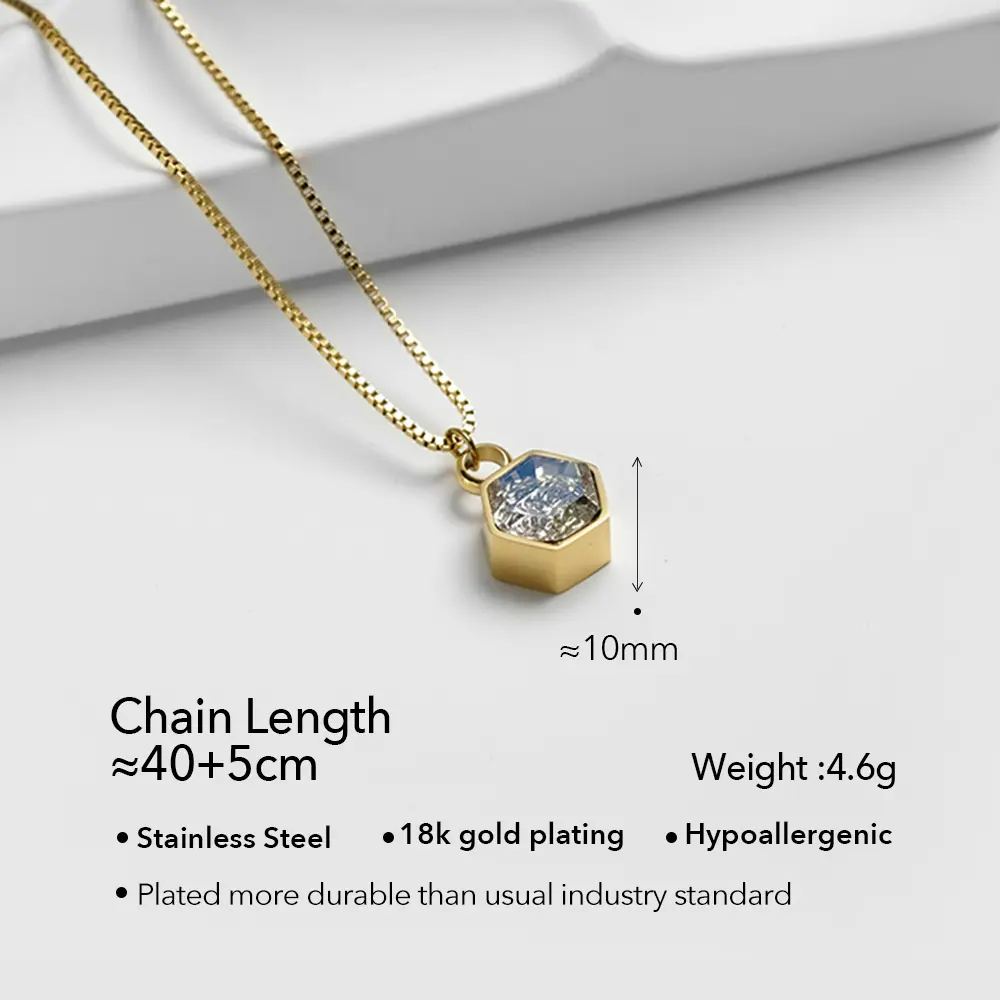 ≈10mm
Chain Length
≈40+5cm
Weight :4.6g
• Stainless Steel • 18k gold plating • Hypoallergenic
• Plated more durable than usual industry standard